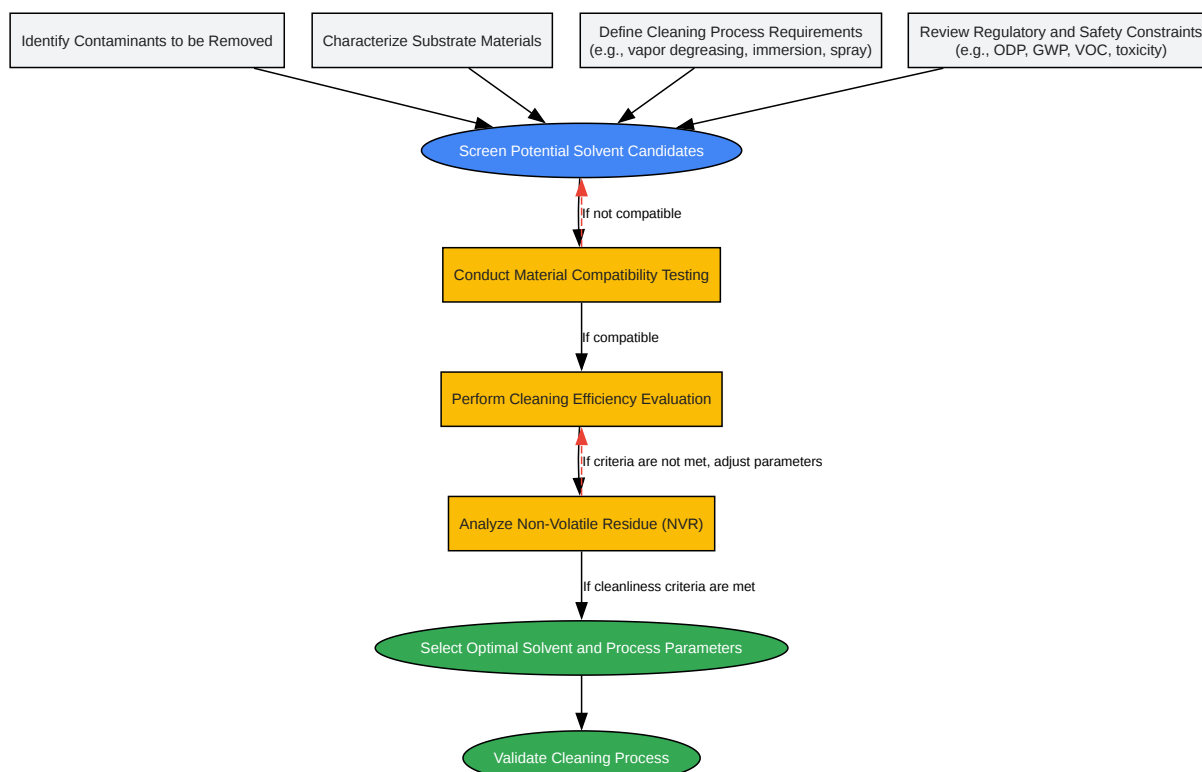 Identify Contaminants to be Removed
Characterize Substrate Materials
Define Cleaning Process Requirements
(e.g., vapor degreasing, immersion, spray)
Review Regulatory and Safety Constraints
(e.g., ODP, GWP, VOC, toxicity)
Screen Potential Solvent Candidates
If not compatible
Conduct Material Compatibility Testing
If compatible
Perform Cleaning Efficiency Evaluation
If criteria are not met, adjust parameters
Analyze Non-Volatile Residue (NVR)
If cleanliness criteria are met
Select Optimal Solvent and Process Parameters
Validate Cleaning Process